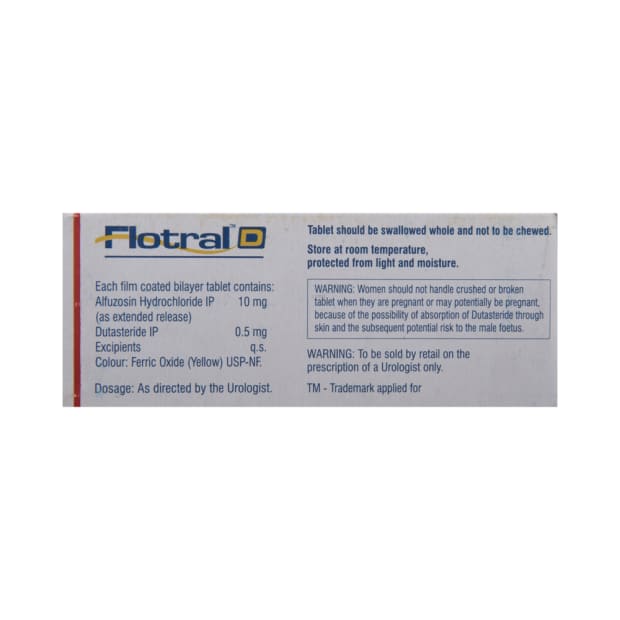 Flotral™ D
Each film coated bilayer tablet contains:
Alfuzosin Hydrochloride IP 10 mg
(as extended release)
Dutasteride IP 0.5 mg
Excipients q.s.
Colour: Ferric Oxide (Yellow) USP-NF.
Dosage: As directed by the Urologist.
Tablet should be swallowed whole and not to be chewed.
Store at room temperature,
protected from light and moisture.
WARNING: Women should not handle crushed or broken
tablet when they are pregnant or may potentially be pregnant,
because of the possibility of absorption of Dutasteride through
skin and the subsequent potential risk to the male foetus.
WARNING: To be sold by retail on the
prescription of a Urologist only.
TM - Trademark applied for